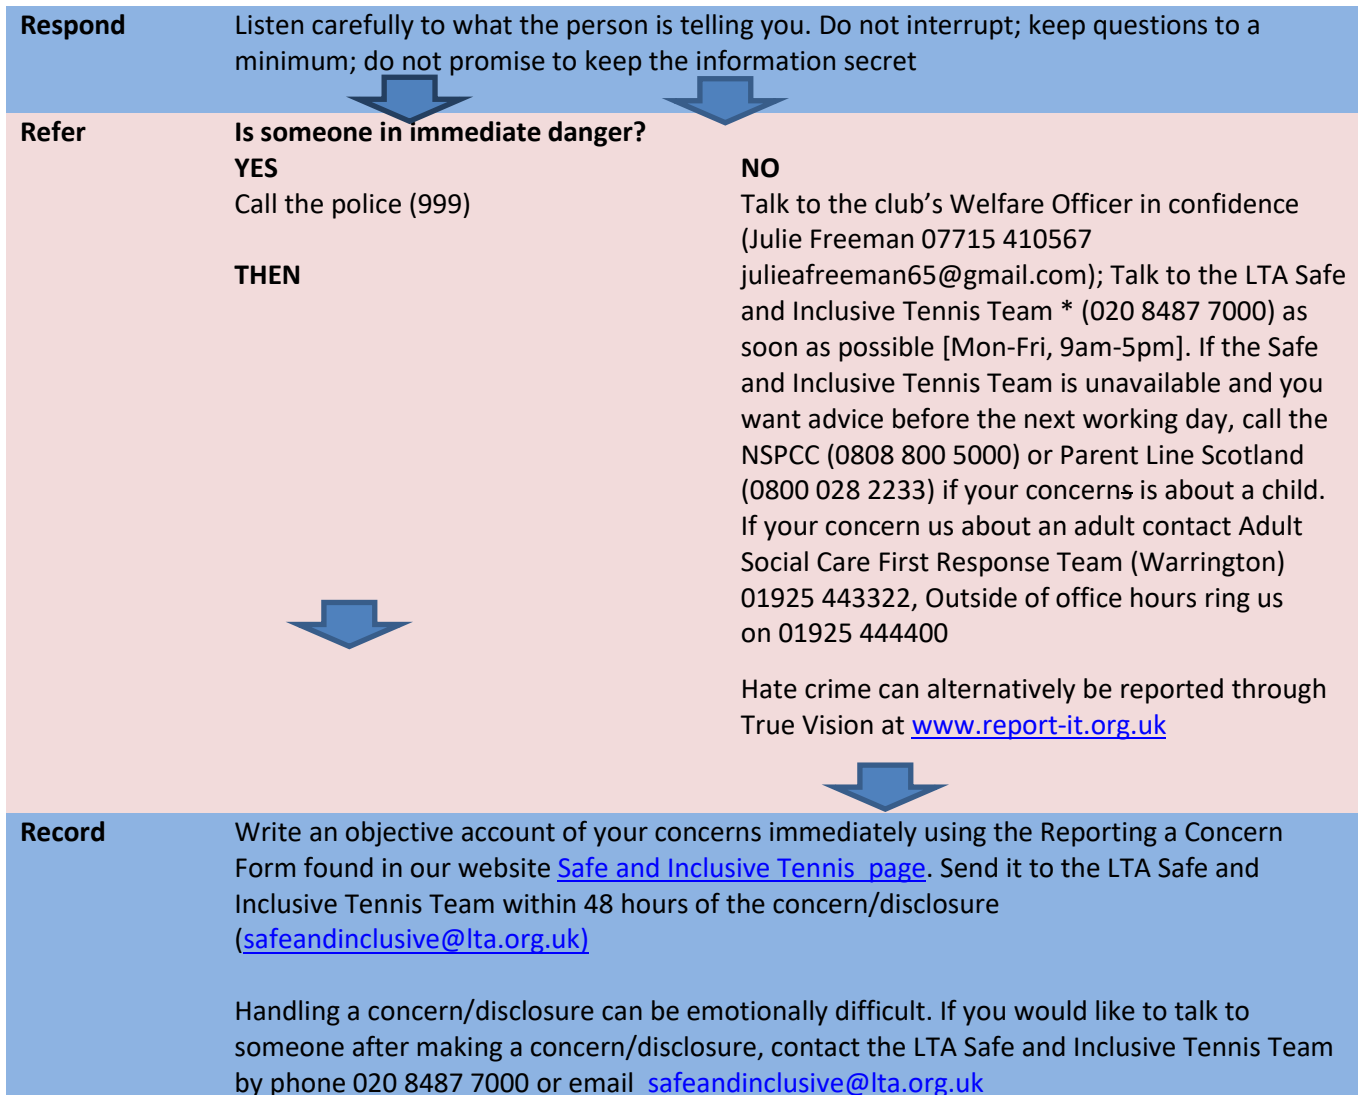 Respond Listen carefully to what the person is telling you. Do not interrupt; keep questions to a
minimum; do not promise to keep the information secret
Refer Is someone in immediate danger?
YES
Call the police (999)
THEN
NO
Talk to the club’s Welfare Officer in confidence
(Julie Freeman 07715 410567
julieafreeman65@gmail.com); Talk to the LTA Safe
and Inclusive Tennis Team * (020 8487 7000) as
soon as possible [Mon-Fri, 9am-5pm]. If the Safe
and Inclusive Tennis Team is unavailable and you
want advice before the next working day, call the
NSPCC (0808 800 5000) or Parent Line Scotland
(0800 028 2233) if your concerns is about a child.
If your concern us about an adult contact Adult
Social Care First Response Team (Warrington)
01925 443322, Outside of office hours ring us
on 01925 444400
Hate crime can alternatively be reported through
True Vision at www.report-it.org.uk
Record Write an objective account of your concerns immediately using the Reporting a Concern
Form found in our website Safe and Inclusive Tennis  page. Send it to the LTA Safe and
Inclusive Tennis Team within 48 hours of the concern/disclosure
(safeandinclusive@lta.org.uk)
Handling a concern/disclosure can be emotionally difficult. If you would like to talk to
someone after making a concern/disclosure, contact the LTA Safe and Inclusive Tennis Team
by phone 020 8487 7000 or email  safeandinclusive@lta.org.uk